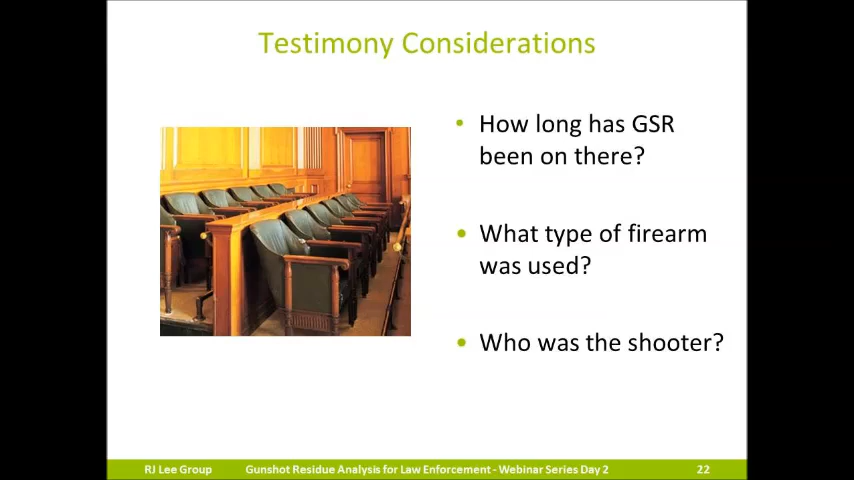 Testimony Considerations
• How long has GSR
been on there?
• What type of firearm
was used?
• Who was the shooter?
RJ Lee Group Gunshot Residue Analysis for Law Enforcement - Webinar Series Day 2 22